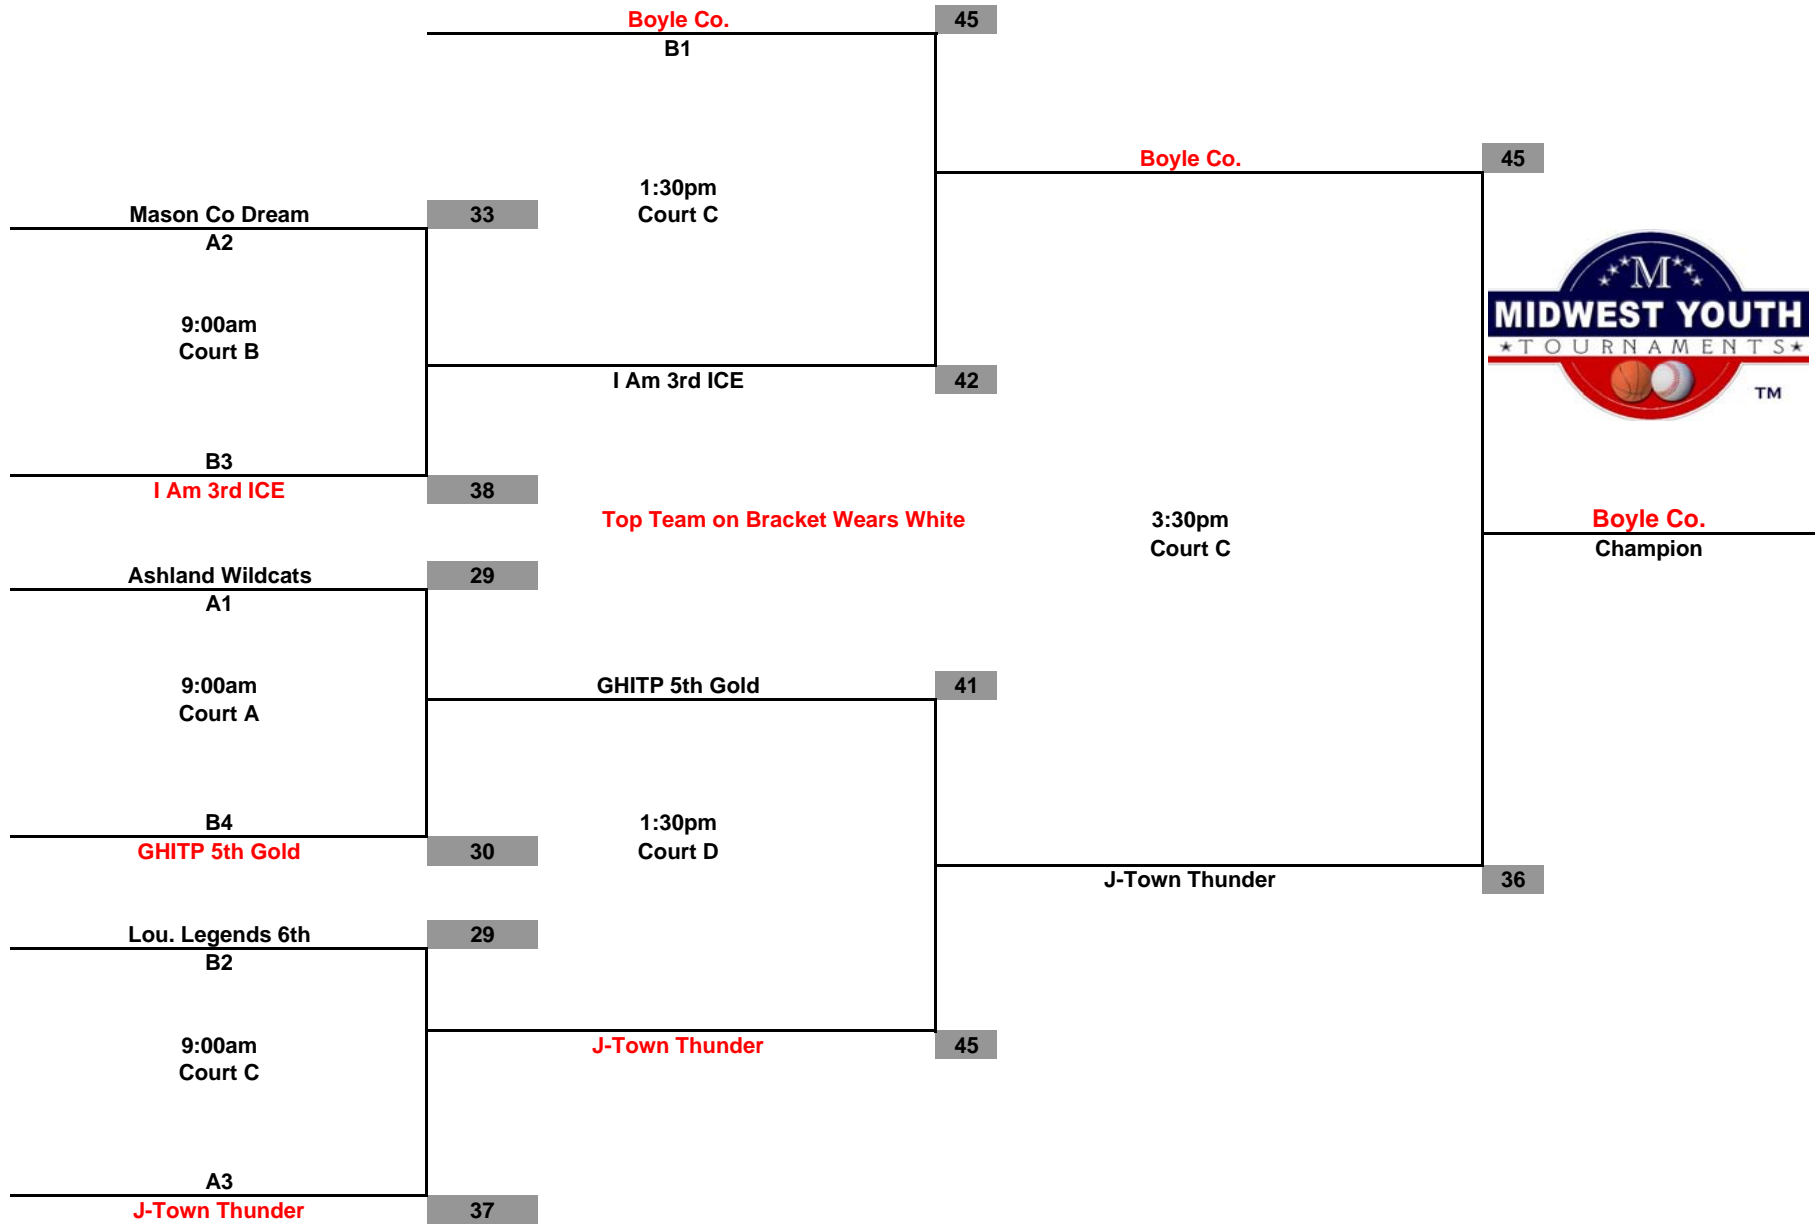 Boyle Co. 45
B1
Boyle Co. 45
1:30pm
Court C
Mason Co Dream 33
A2
M
MIDWEST YOUTH
TOURNAMENTS
TM
9:00am
Court B
I Am 3rd ICE 42
B3
I Am 3rd ICE 38
Top Team on Bracket Wears White
3:30pm
Court C
Boyle Co.
Champion
Ashland Wildcats 29
A1
9:00am
Court A
GHITP 5th Gold 41
B4
GHITP 5th Gold 30
1:30pm
Court D
J-Town Thunder 36
Lou. Legends 6th 29
B2
9:00am
Court C
J-Town Thunder 45
A3
J-Town Thunder 37